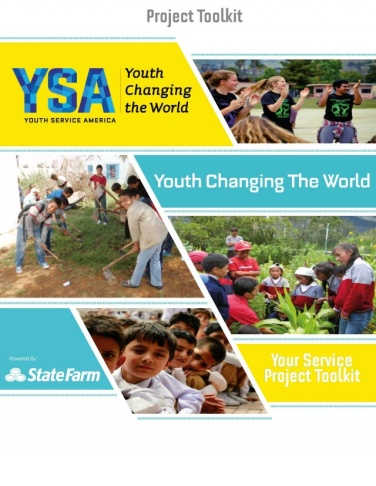 Project Toolkit
YSA
YOUTH SERVICE AMERICA
Youth
Changing
the World
Youth Changing The World
Powered By
State Farm
Your Service
Project Toolkit